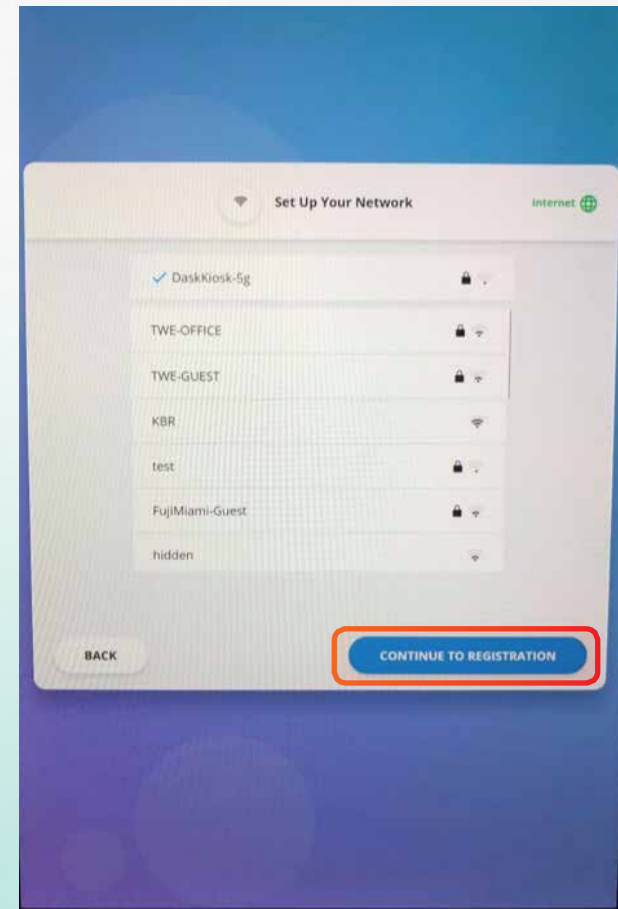 Set Up Your Network
Internet
DaskKiosk-5g
TWE-OFFICE
TWE-GUEST
KBR
test
FujiMiami-Guest
hidden
BACK
CONTINUE TO REGISTRATION